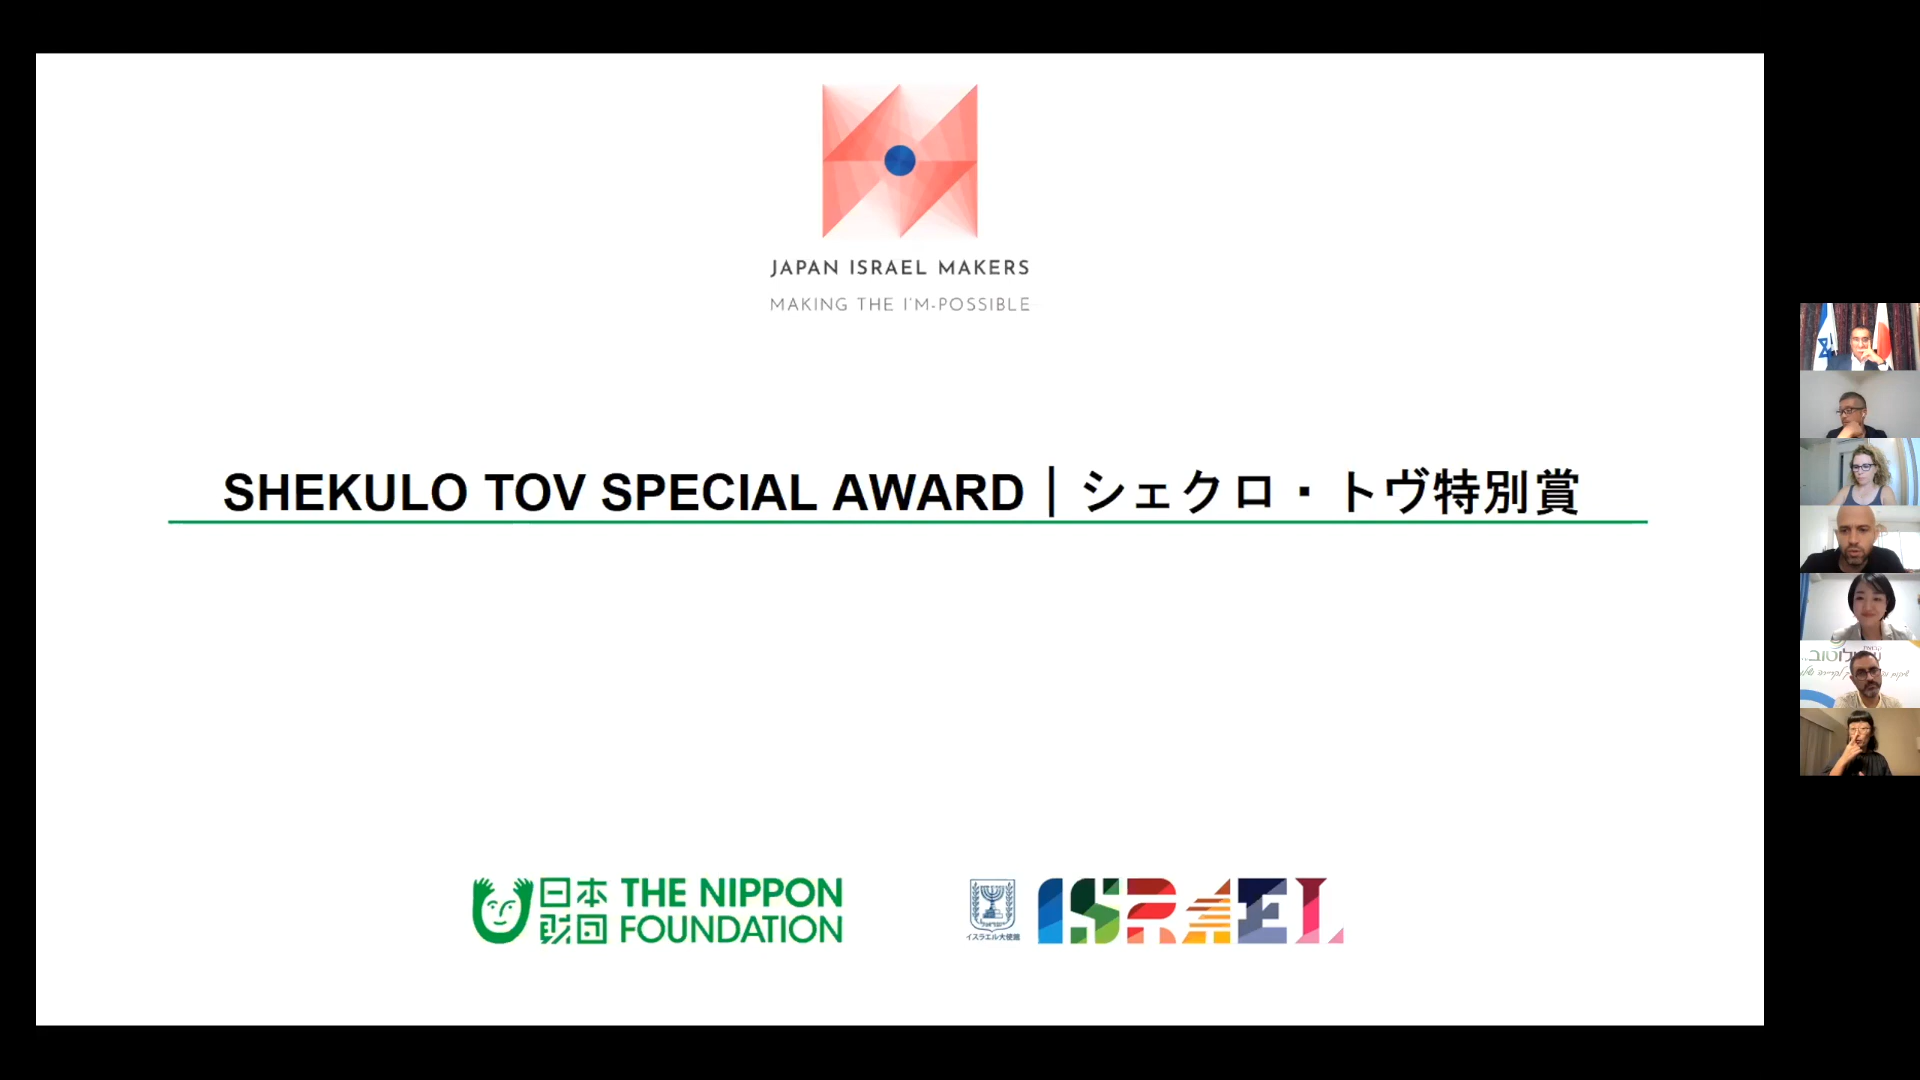 JAPAN ISRAEL MAKERS
MAKING THE I'M-POSSIBLE
SHEKULO TOV SPECIAL AWARD｜シェクロ・トヴ特別賞
日本
財団
THE NIPPON
FOUNDATION
イスラエル大使館
ISRAEL